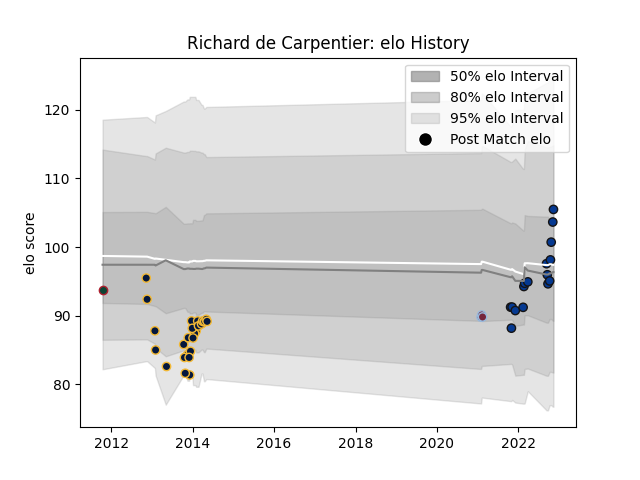 Richard de Carpentier: elo History
50% elo Interval
80% elo Interval
95% elo Interval
Post Match elo
elo score
120
110
100
90
80
2012
2014
2016
2018
2020
2022